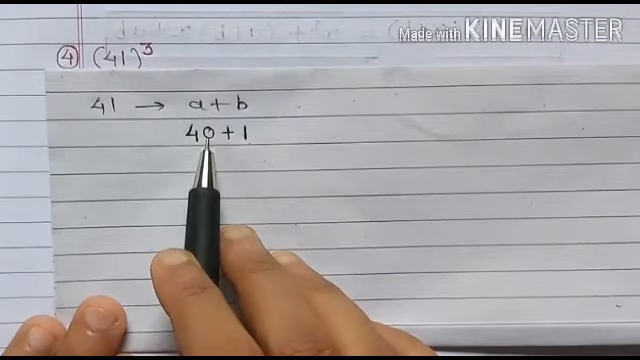 Made with KINEMASTER
④ (41)³
41 → a + b
40 + 1